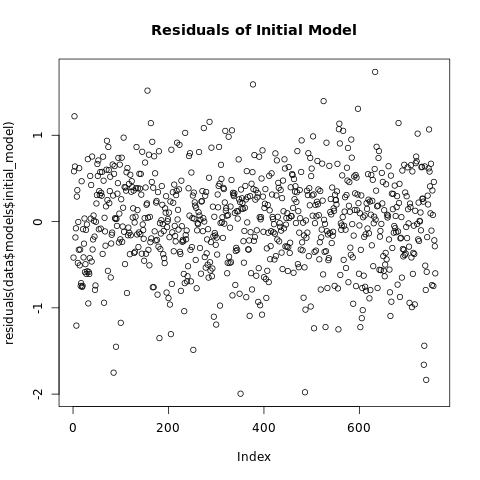 Residuals of Initial Model
residuals(data$models$initial_model)
1
0
-1
-2
0
200
400
600
Index